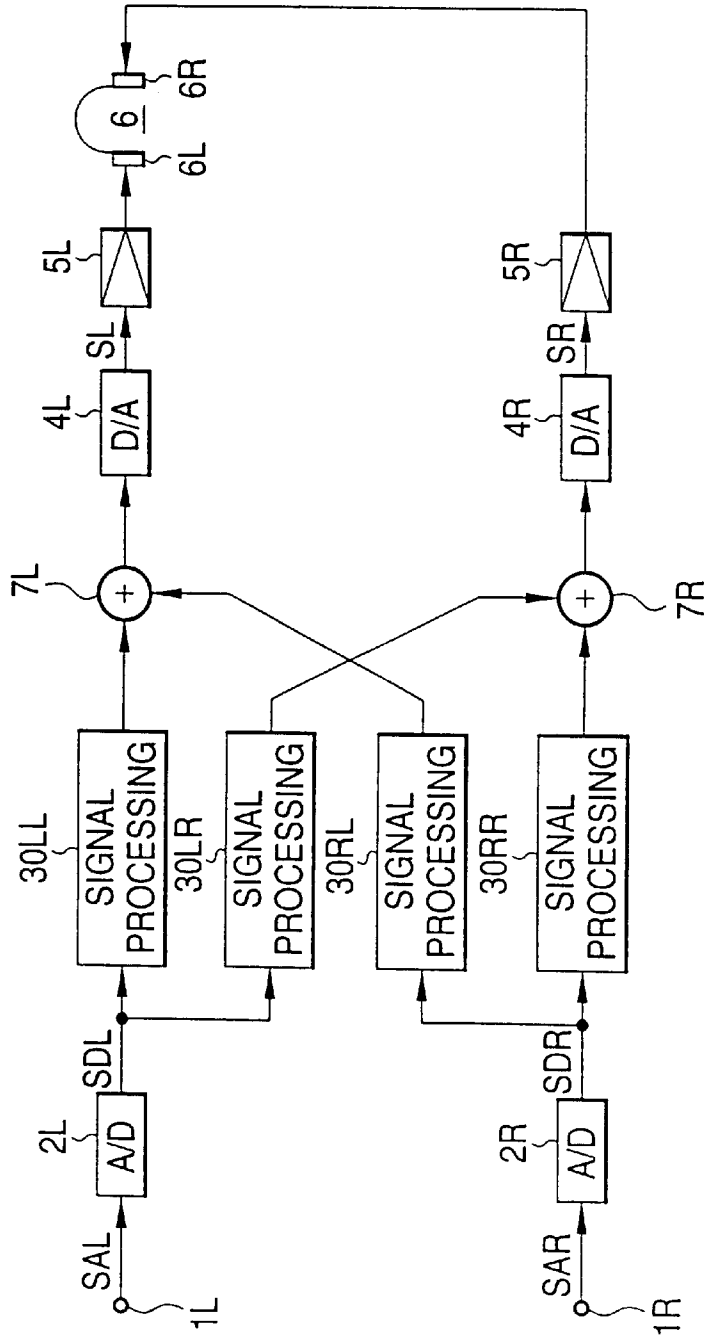 1L
SAL
2L
A/D
SDL
30LL
SIGNAL
PROCESSING
30LR
SIGNAL
PROCESSING
30RL
SIGNAL
PROCESSING
30RR
SIGNAL
PROCESSING
7L
+
4L
D/A
SL
5L
6L
6
6R
1R
SAR
2R
A/D
SDR
7R
+
4R
D/A
SR
5R